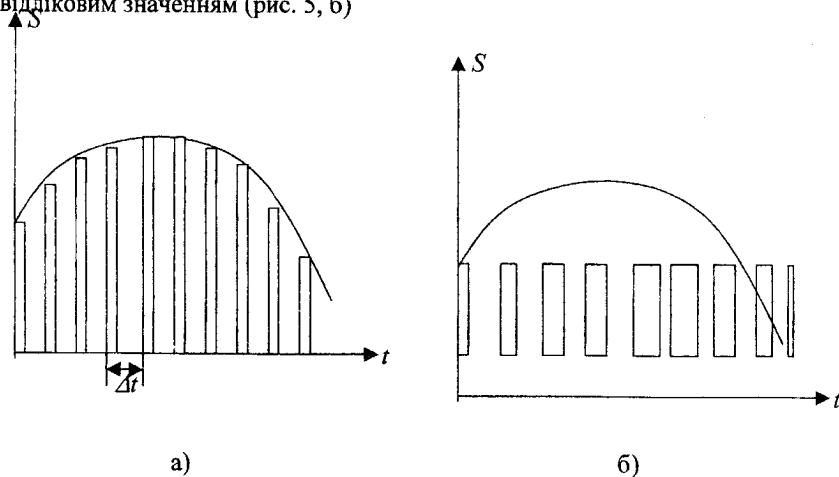 відліковим значенням (рис. 5, б)
S
S
t
Δt
t
а)
б)